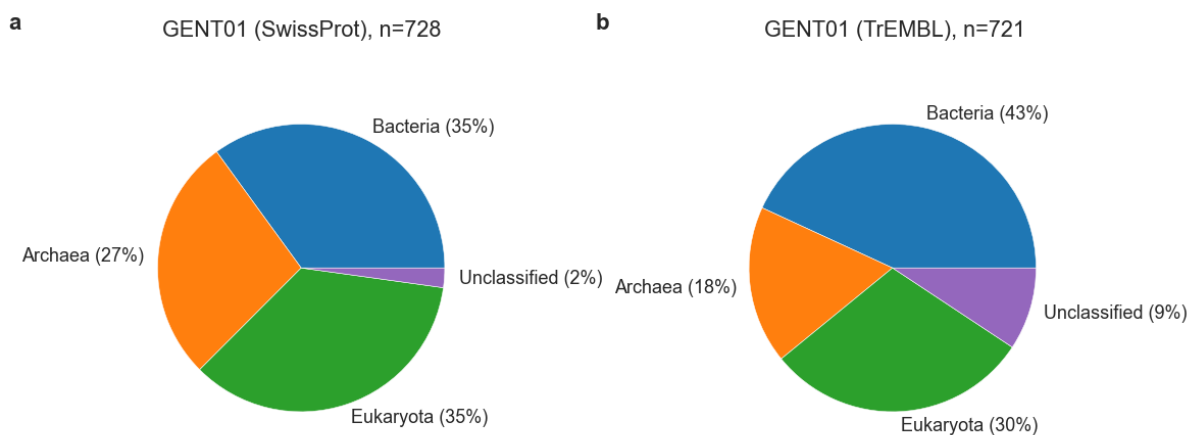 a
GENT01 (SwissProt), n=728
Bacteria (35%)
Archaea (27%)
Unclassified (2%)
Eukaryota (35%)
b
GENT01 (TrEMBL), n=721
Bacteria (43%)
Archaea (18%)
Unclassified (9%)
Eukaryota (30%)